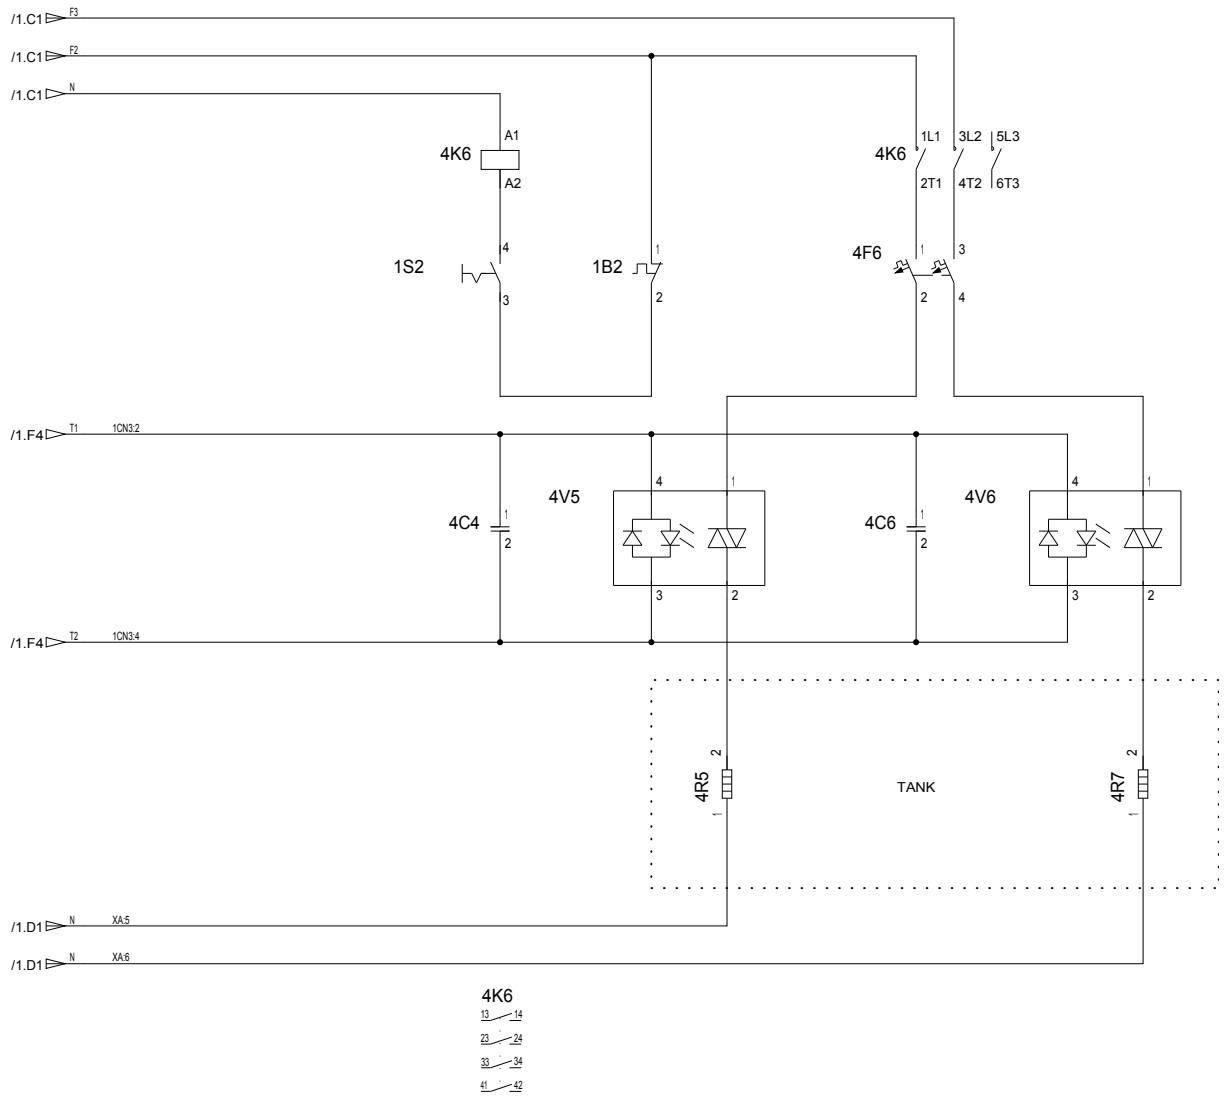 /1.C1 F3
/1.C1 F2
/1.C1 N
A1 1L1 3L2 5L3
4K6 4K6
A2 2T1 4T2 6T3
4 1 1 3
1S2 1B2 4F6
3 2 2 4
/1.F4 T1 1CN3:2
4 1 4 1
4V5 4V6
1 1
4C4 4C6
2 2
3 2 3 2
/1.F4 T2 1CN3:4
2 2
4R5 TANK 4R7
1 1
/1.D1 N XA:5
/1.D1 N XA:6
4K6
13 14
23 24
33 34
41 42